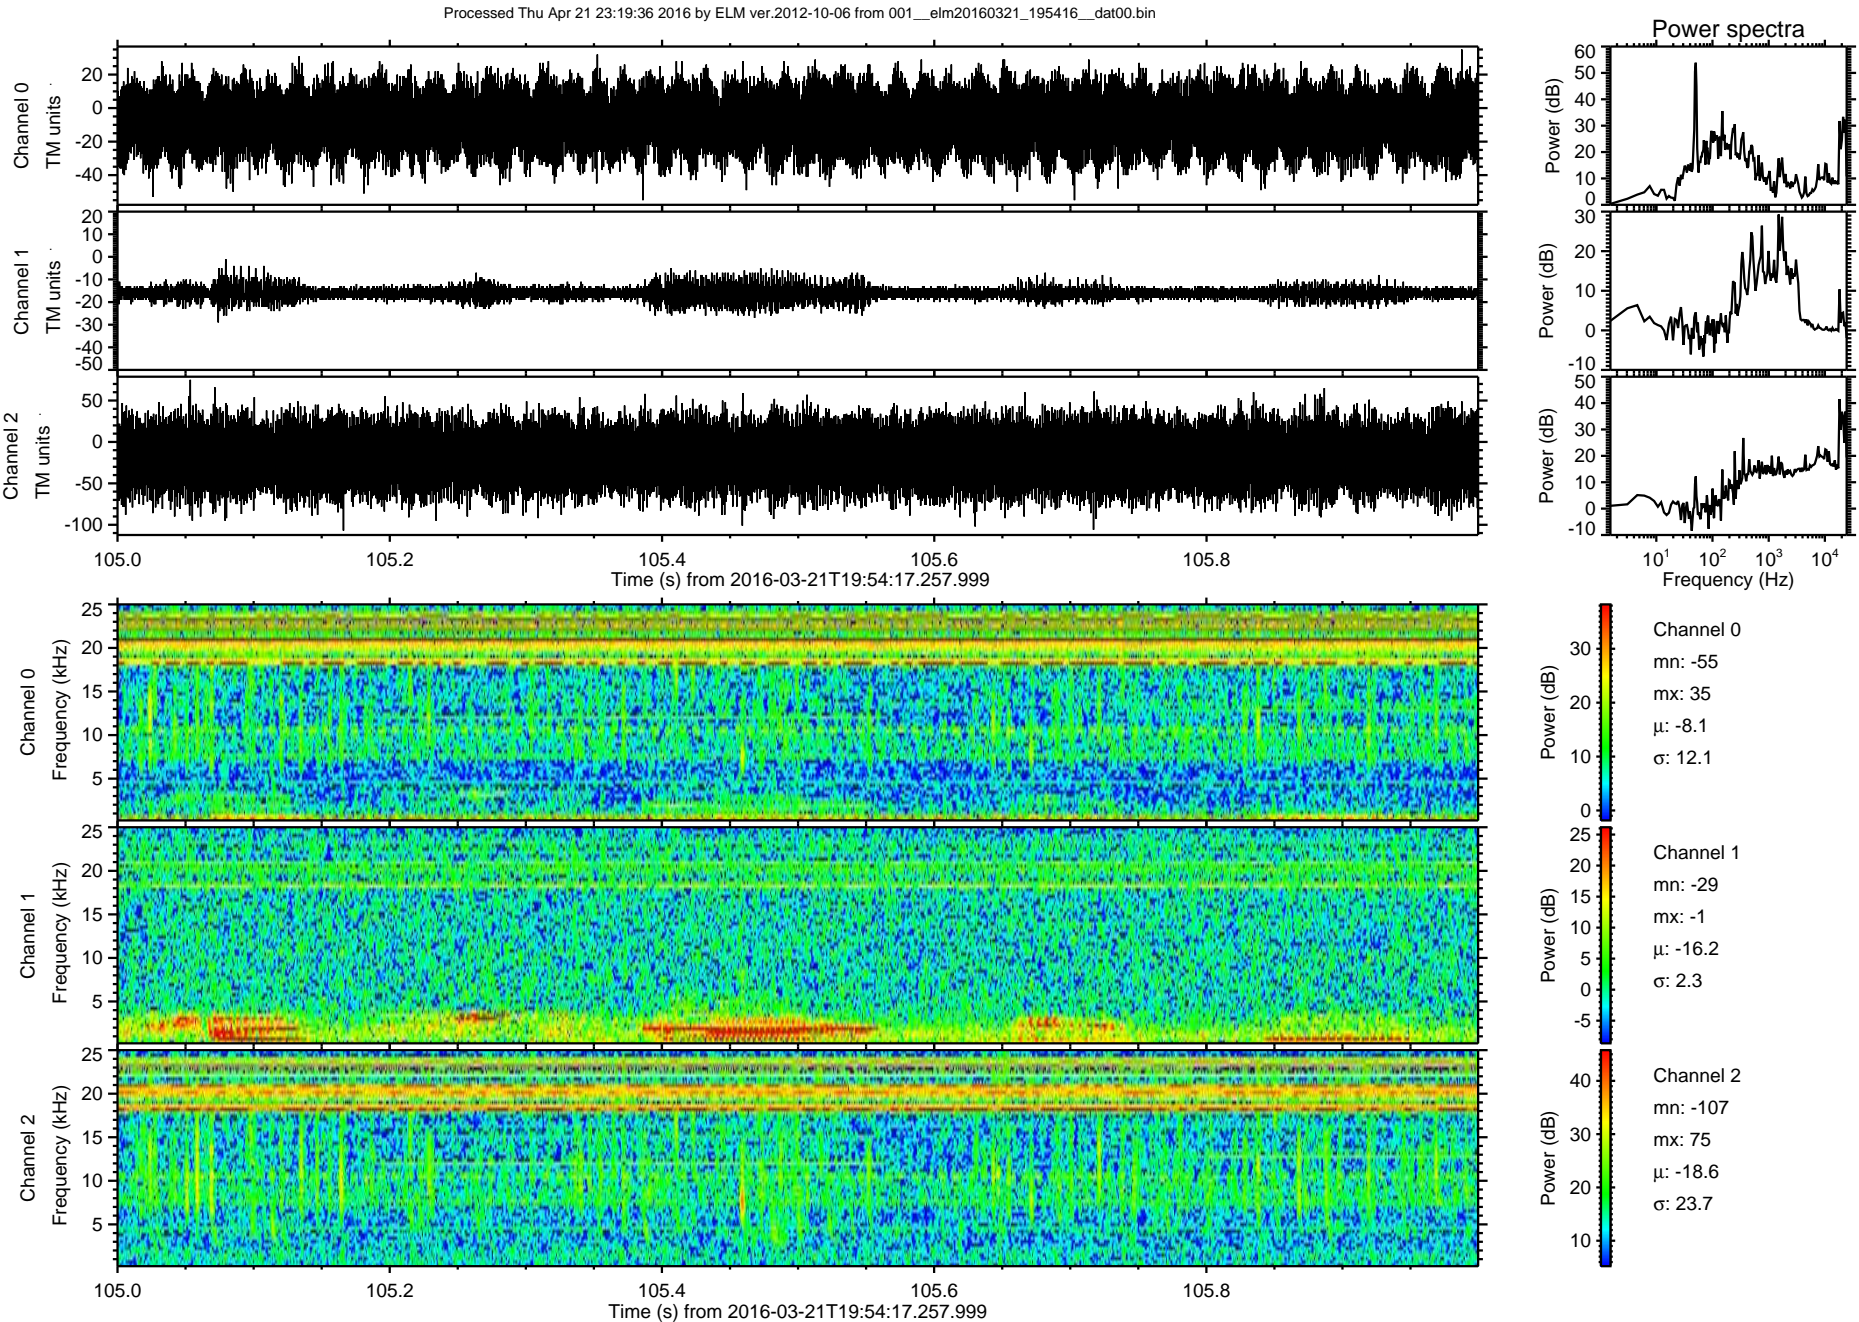 Processed Thu Apr 21 23:19:36 2016 by ELM ver.2012-10-06 from 001__elm20160321_195416__dat00.bin
Power spectra
Channel 0
TM units
20
0
-20
-40
Power (dB)
60
50
40
30
20
10
0
Channel 1
TM units
20
10
0
-10
-20
-30
-40
-50
Power (dB)
30
20
10
0
-10
Channel 2
TM units
50
0
-50
-100
Power (dB)
50
40
30
20
10
0
-10
105.0 105.2 105.4 105.6 105.8
Time (s) from 2016-03-21T19:54:17.257.999
10^1 10^2 10^3 10^4
Frequency (Hz)
Channel 0
Frequency (kHz)
25
20
15
10
5
Power (dB)
30
20
10
0
Channel 0
mn: -55
mx: 35
μ: -8.1
σ: 12.1
Channel 1
Frequency (kHz)
25
20
15
10
5
Power (dB)
25
20
15
10
5
0
-5
Channel 1
mn: -29
mx: -1
μ: -16.2
σ: 2.3
Channel 2
Frequency (kHz)
25
20
15
10
5
Power (dB)
40
30
20
10
Channel 2
mn: -107
mx: 75
μ: -18.6
σ: 23.7
105.0 105.2 105.4 105.6 105.8
Time (s) from 2016-03-21T19:54:17.257.999